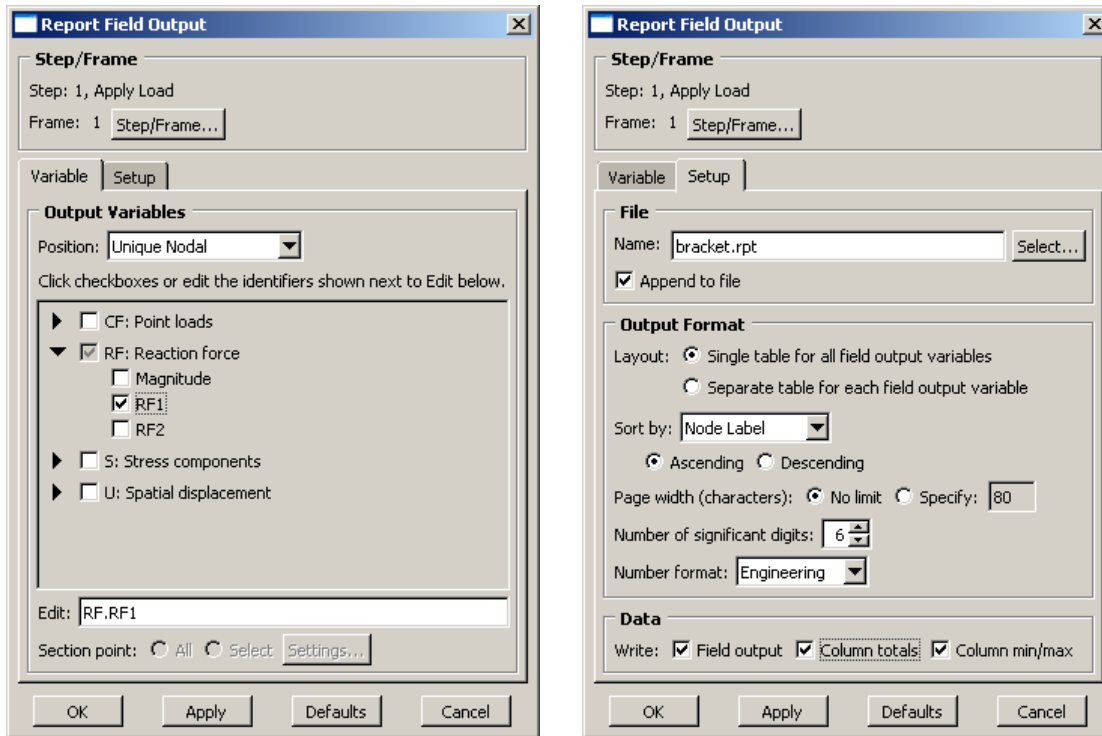 Report Field Output
Step/Frame
Step: 1, Apply Load
Frame: 1 Step/Frame...
Variable Setup
Output Variables
Position: Unique Nodal
Click checkboxes or edit the identifiers shown next to Edit below.
CF: Point loads
RF: Reaction force
Magnitude
RF1
RF2
S: Stress components
U: Spatial displacement
Edit: RF.RF1
Section point: All Select Settings...
OK Apply Defaults Cancel
Report Field Output
Step/Frame
Step: 1, Apply Load
Frame: 1 Step/Frame...
Variable Setup
File
Name: bracket.rpt Select...
Append to file
Output Format
Layout: Single table for all field output variables
Separate table for each field output variable
Sort by: Node Label
Ascending Descending
Page width (characters): No limit Specify: 80
Number of significant digits: 6
Number format: Engineering
Data
Write: Field output Column totals Column min/max
OK Apply Defaults Cancel